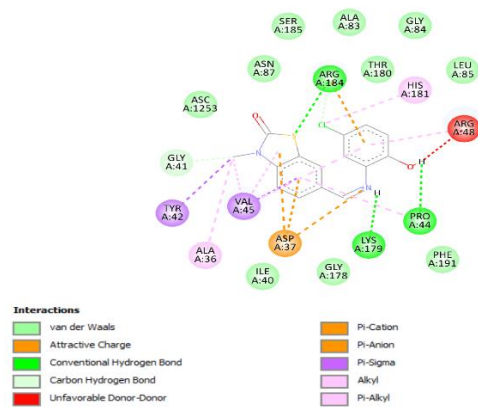 SER
A:185
ALA
A:83
GLY
A:84
ASN
A:87
ARG
A:184
THR
A:180
LEU
A:85
HIS
A:181
ASC
A:1253
Cl
ARG
A:48
O
S
GLY
A:41
N
O
H
TYR
A:42
VAL
A:45
N
H
PRO
A:44
ALA
A:36
ASP
A:37
LYS
A:179
ILE
A:40
GLY
A:178
PHE
A:191
Interactions
van der Waals
Attractive Charge
Conventional Hydrogen Bond
Carbon Hydrogen Bond
Unfavorable Donor-Donor
Pi-Cation
Pi-Anion
Pi-Sigma
Alkyl
Pi-Alkyl